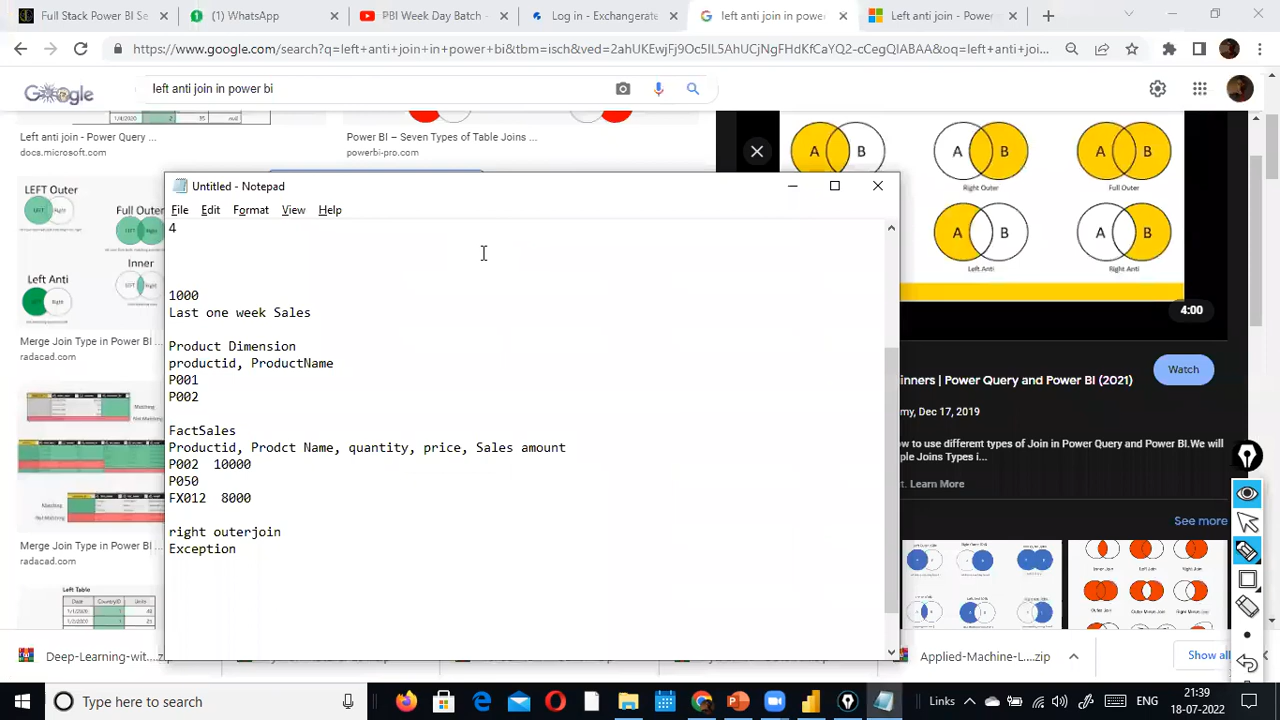 Full Stack Power BI Se
(1) WhatsApp
PBI Week Day Batch -
Log in - Exchangerate
left anti join in power
Left anti join - Power
https://www.google.com/search?q=left+anti+join+in+power+bi&tbm=isch&ved=2ahUKEwjFj9Oc5IL5AhUCjNgFHdKfCaYQ2-cCegQIABAA&oq=left+anti+joi...
Google
left anti join in power bi
Left anti join - Power Query ...
docs.microsoft.com
Power BI – Seven Types of Table Joins ...
powerbi-pro.com
A B
A B
Right Outer
A B
Full Outer
A B
Left Anti
A B
Right Anti
4:00
LEFT Outer
Full Outer
Inner
Left Anti
Merge Join Type in Power BI ...
radacad.com
Merge Join Type in Power BI ...
radacad.com
Left Table
Untitled - Notepad
File Edit Format View Help
4
1000
Last one week Sales
Product Dimension
productid, ProductName
P001
P002
FactSales
Productid, Prodct Name, quantity, price, Sales amount
P002 10000
P050
FX012 8000
right outerjoin
Exception
inners | Power Query and Power BI (2021)
Watch
my, Dec 17, 2019
ow to use different types of Join in Power Query and Power BI.We will
ple Joins Types i...
d. Learn More
See more
Deep-Learning-wit....zip
Applied-Machine-L....zip
Show all
Type here to search
Links
ENG
21:39
18-07-2022